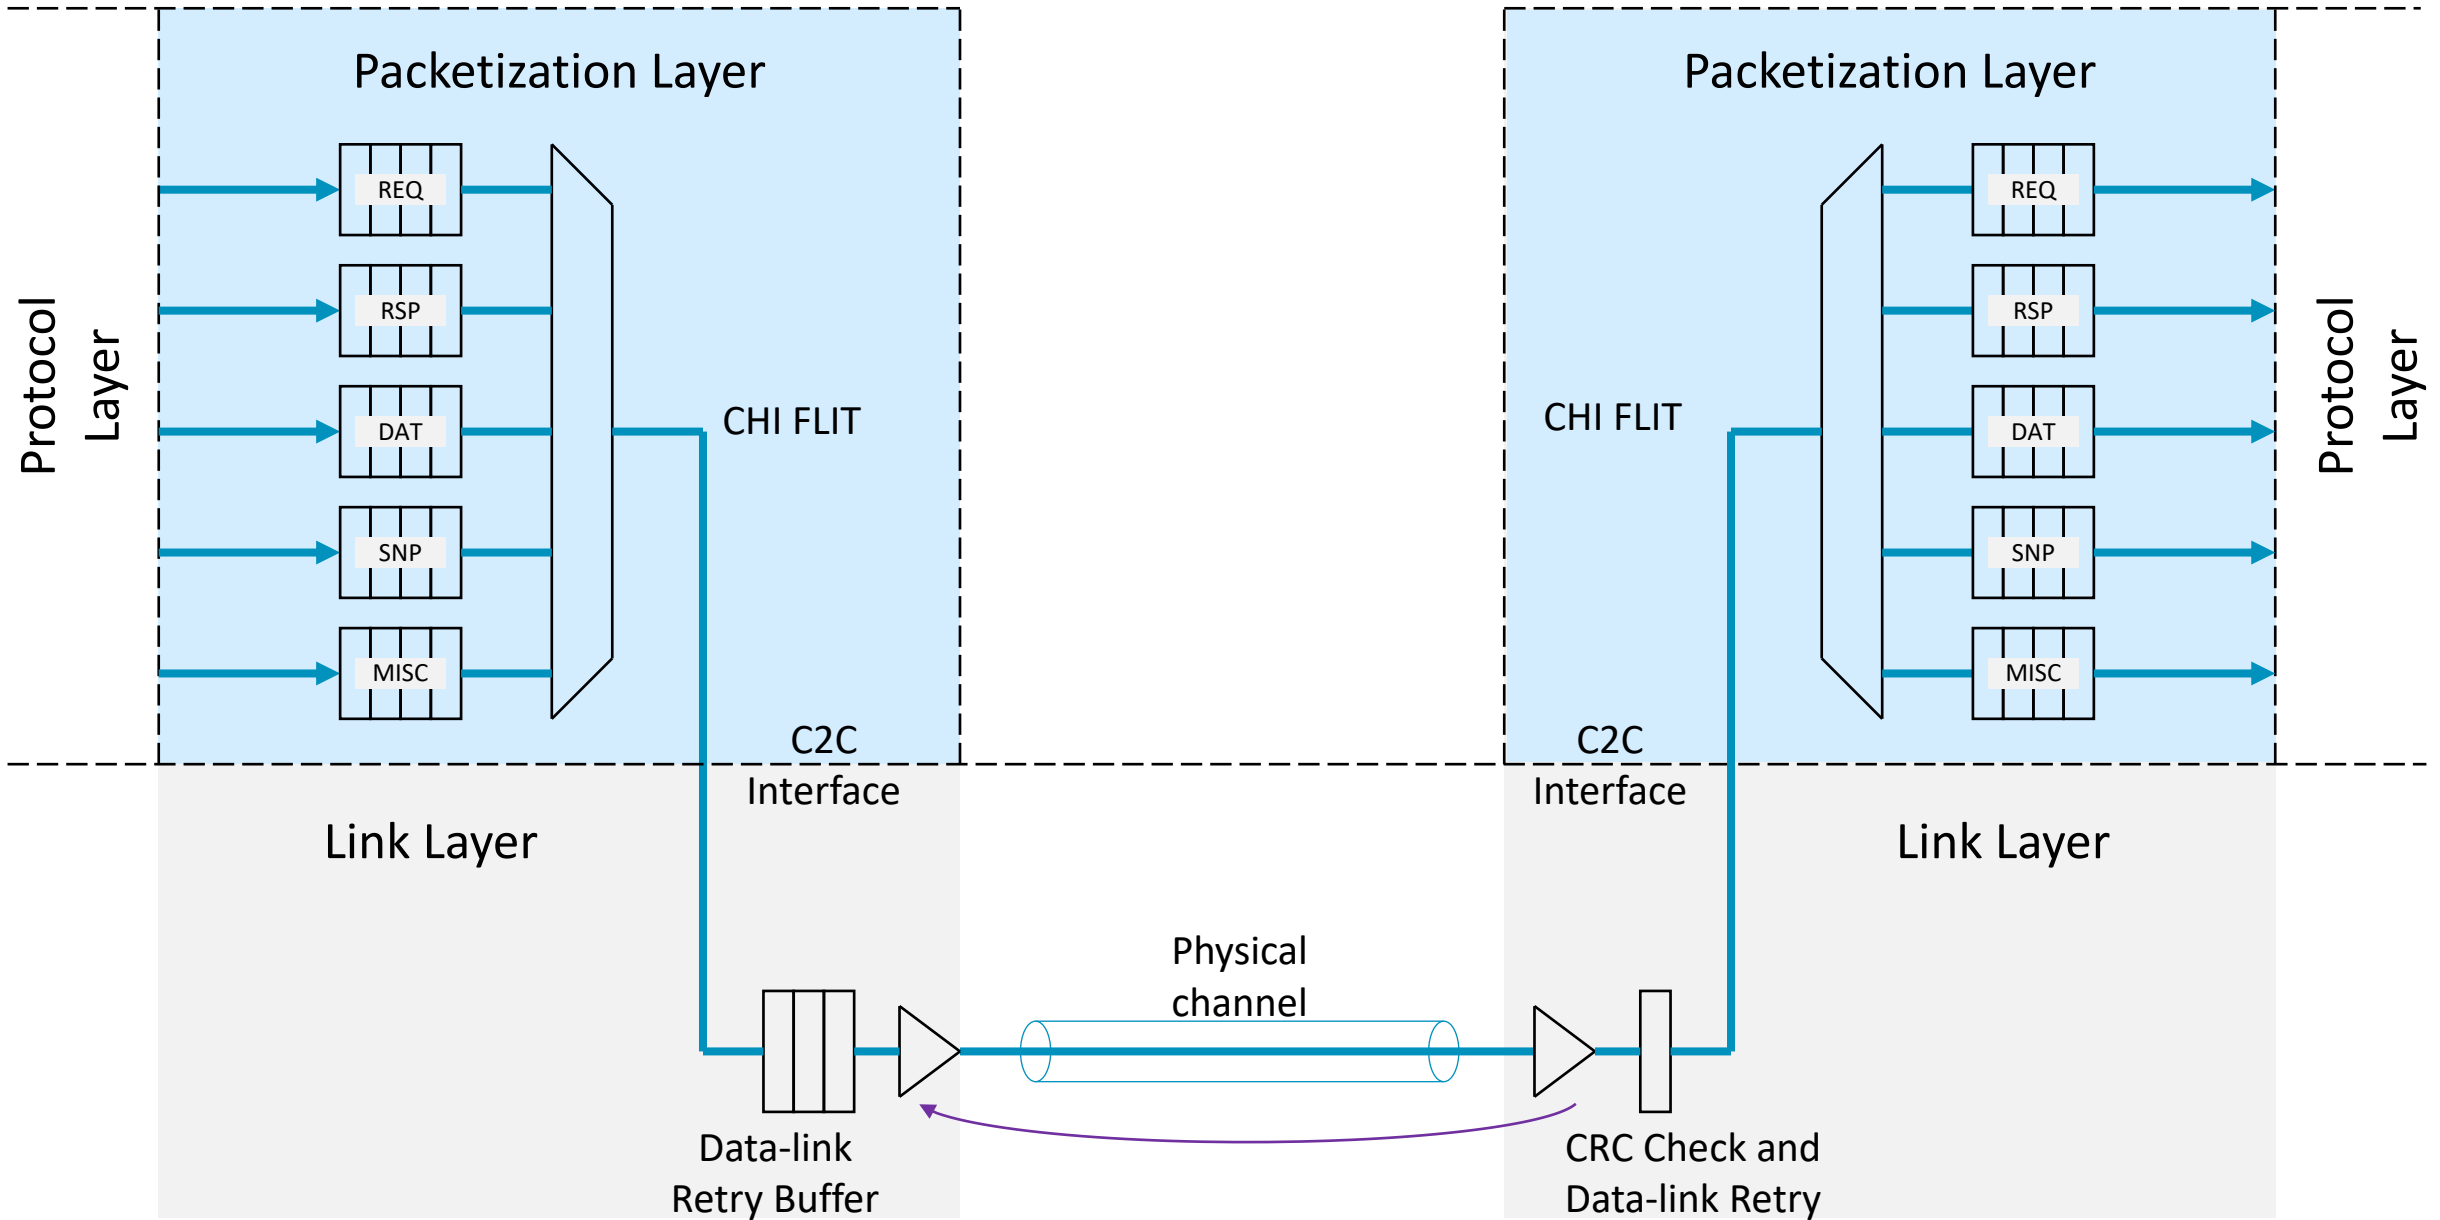 Packetization Layer
Packetization Layer
REQ
RSP
DAT
SNP
MISC
REQ
RSP
DAT
SNP
MISC
Protocol
Layer
Protocol
Layer
CHI FLIT
CHI FLIT
C2C
Interface
C2C
Interface
Link Layer
Link Layer
Physical
channel
Data-link
Retry Buffer
CRC Check and
Data-link Retry